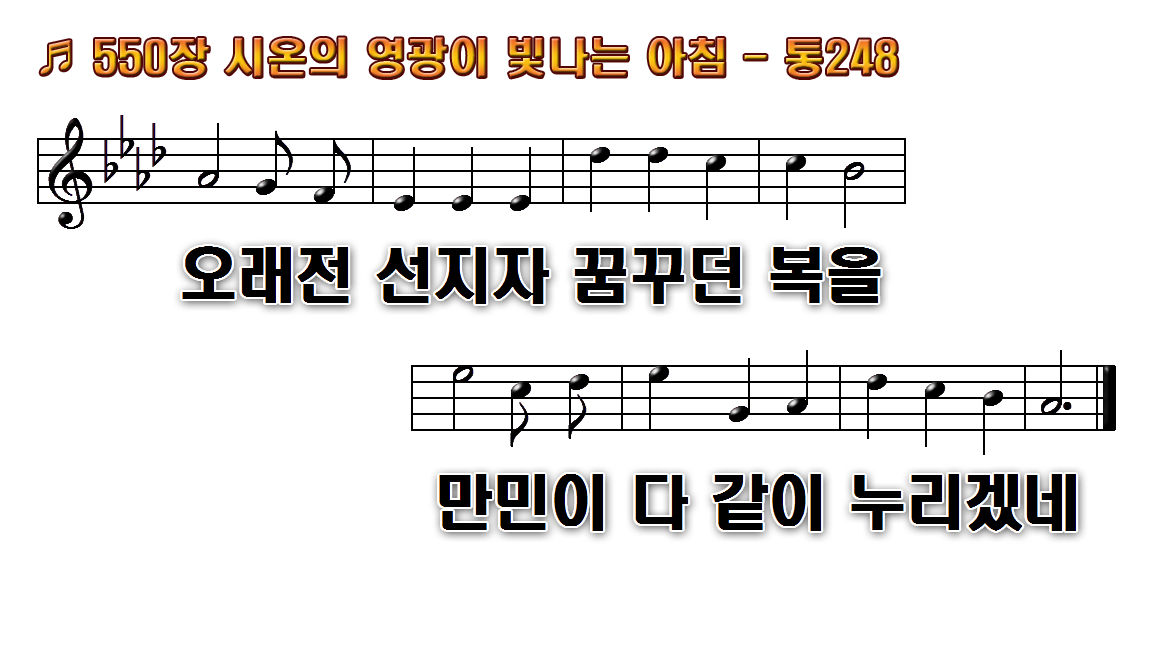 550장 시온의 영광이 빛나는 아침 - 통248
오래전 선지자 꿈꾸던 복을
만민이 다 같이 누리겠네